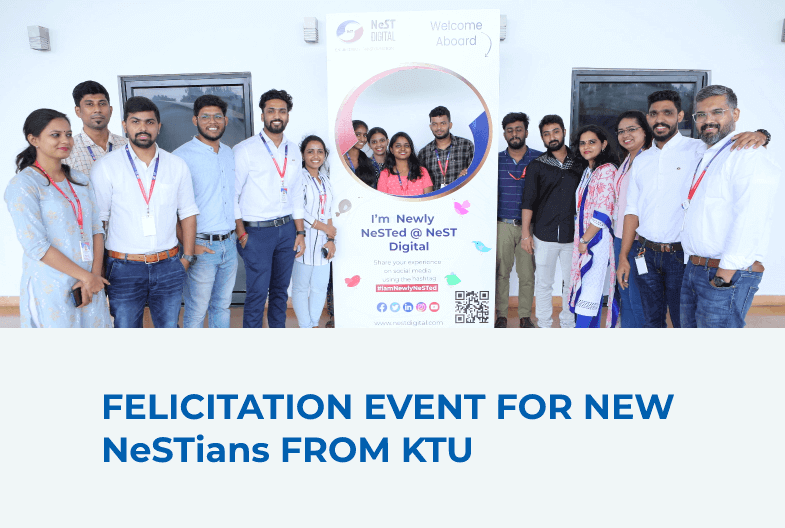 NeST
DIGITAL
Welcome
Aboard
I'm Newly
NeSTed @ NeST
Digital
Share your experience
on social media
using the hashtag
#IamNewlyNeSTed
www.nestdigital.com
FELICITATION EVENT FOR NEW
NeSTians FROM KTU